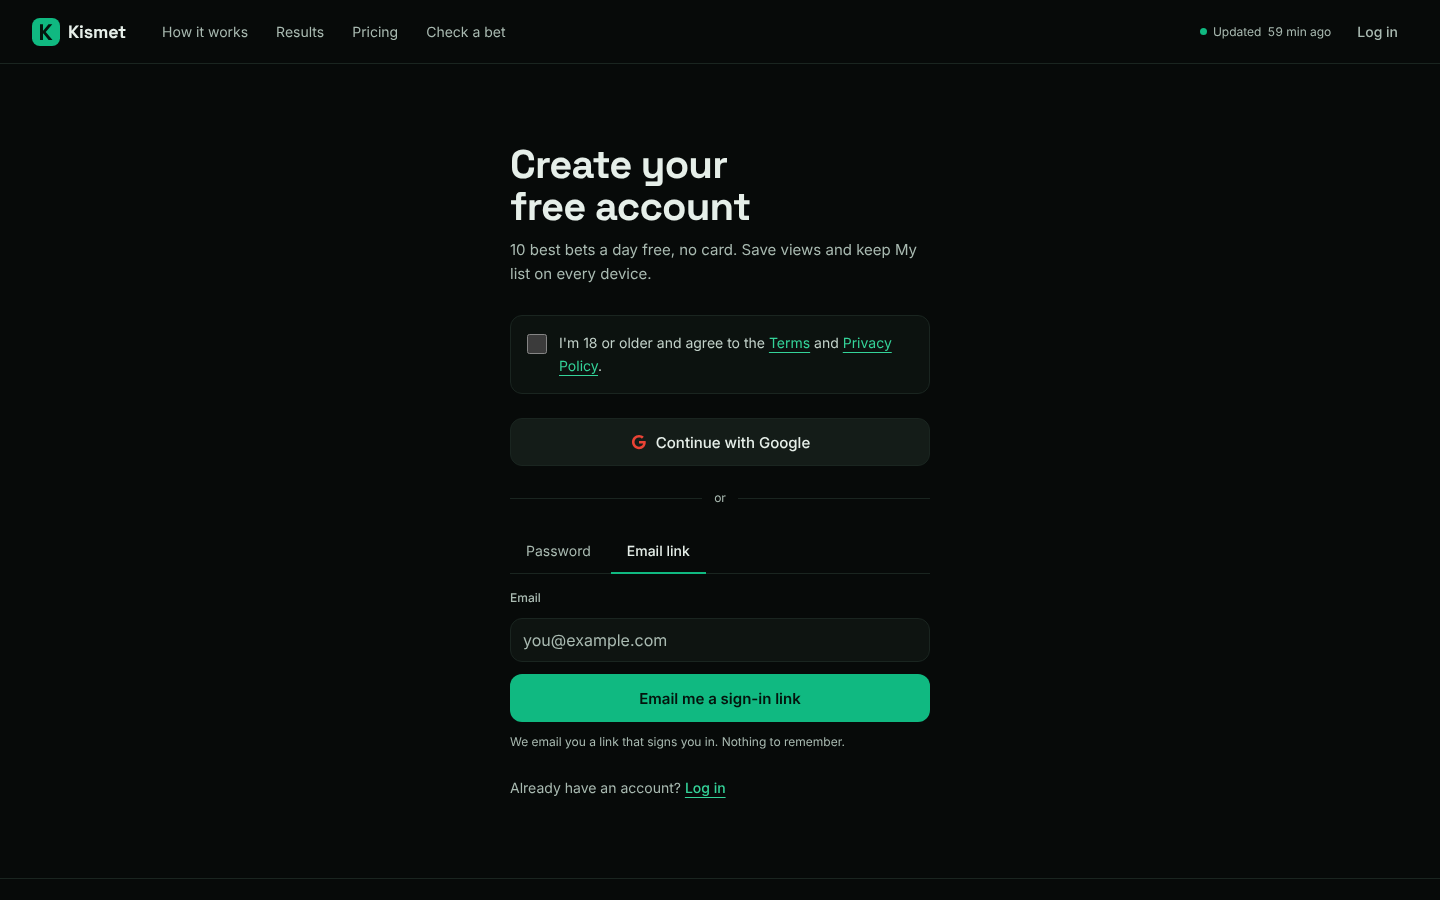 K Kismet
How it works
Results
Pricing
Check a bet
Updated 59 min ago
Log in
Create your
free account
10 best bets a day free, no card. Save views and keep My
list on every device.
I'm 18 or older and agree to the Terms and Privacy
Policy.
G Continue with Google
or
Password
Email link
Email
you@example.com
Email me a sign-in link
We email you a link that signs you in. Nothing to remember.
Already have an account? Log in